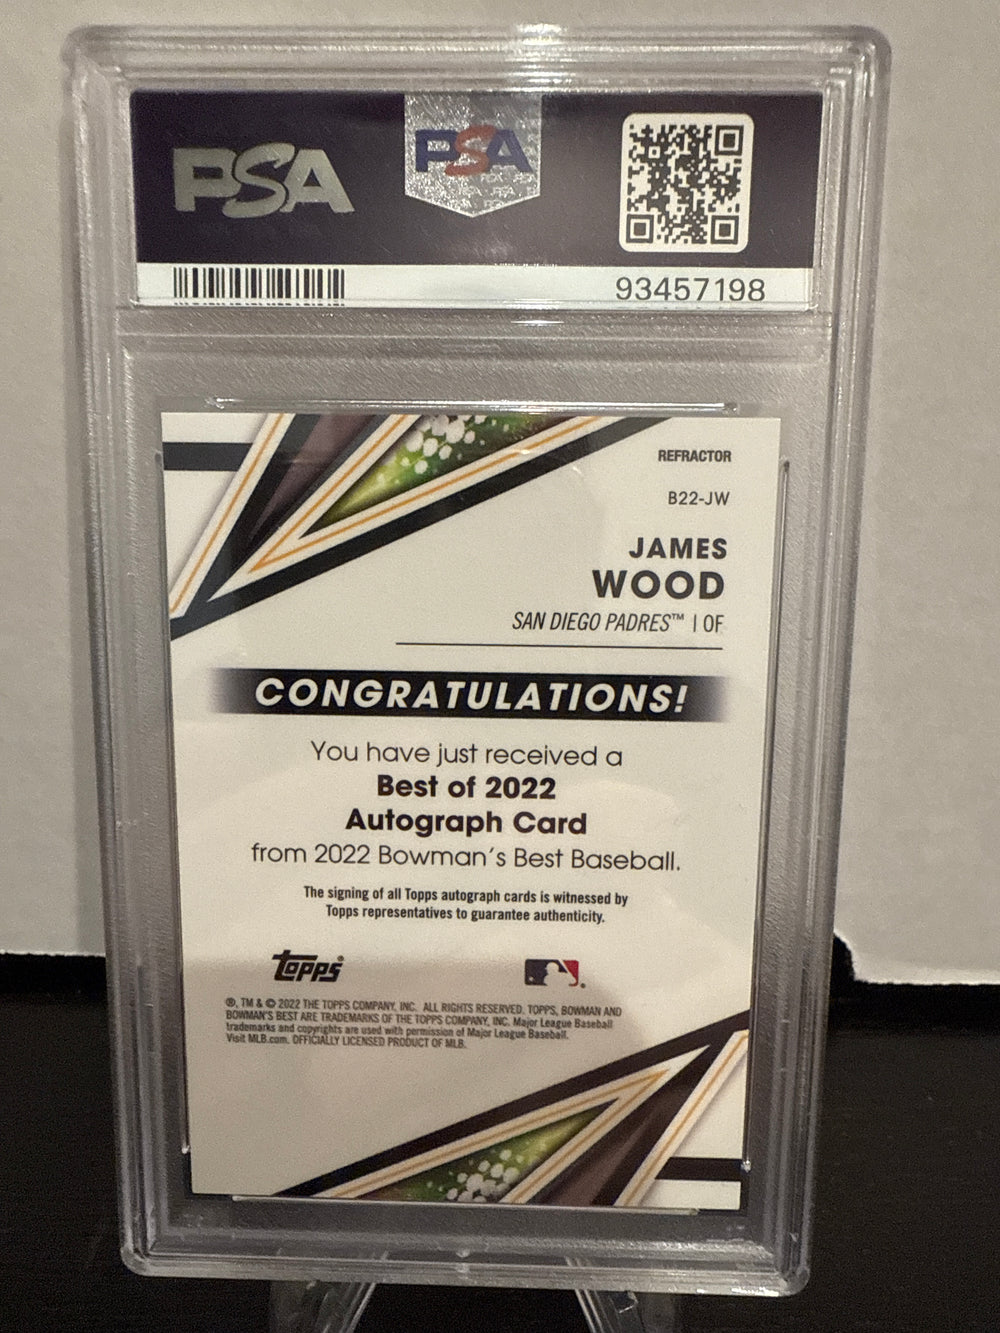 PSA
PSA
93457198
REFRACTOR
B22-JW
JAMES
WOOD
SAN DIEGO PADRES™ | OF
CONGRATULATIONS!
You have just received a
Best of 2022
Autograph Card
from 2022 Bowman's Best Baseball.
The signing of all Topps autograph cards is witnessed by
Topps representatives to guarantee authenticity.
Topps®
®, TM & © 2022 THE TOPPS COMPANY, INC. ALL RIGHTS RESERVED. TOPPS, BOWMAN AND
BOWMAN'S BEST ARE TRADEMARKS OF THE TOPPS COMPANY, INC. Major League Baseball
trademarks and copyrights are used with permission of Major League Baseball.
Visit MLB.com. OFFICIALLY LICENSED PRODUCT OF MLB.